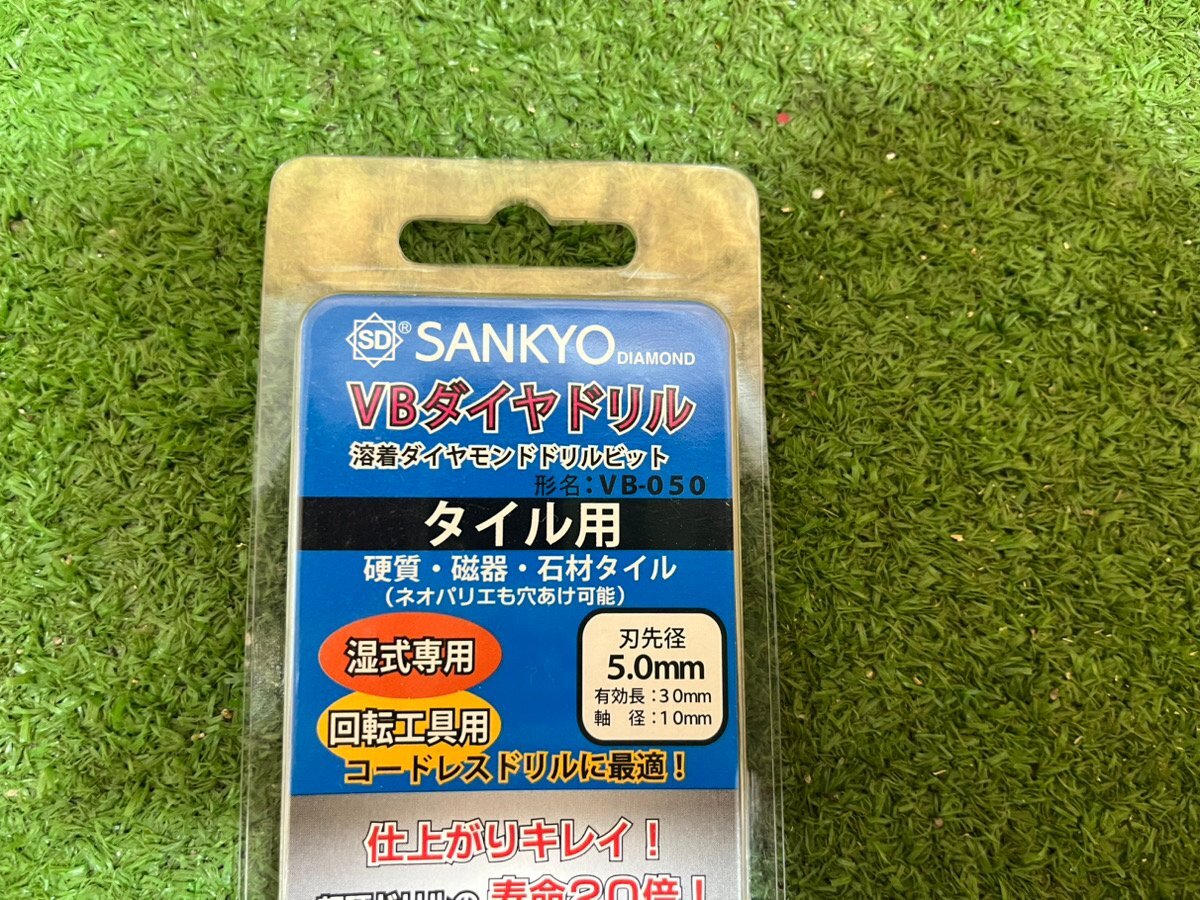 SD® SANKYO DIAMOND
VBダイヤドリル
溶着ダイヤモンドドリルビット
形名：VB-050
タイル用
硬質・磁器・石材タイル
（ネオパリエも穴あけ可能）
湿式専用
回転工具用
コードレスドリルに最適！
刃先径
5.0mm
有効長：30mm
軸 径：10mm
仕上がりキレイ！
の 寿命20倍！